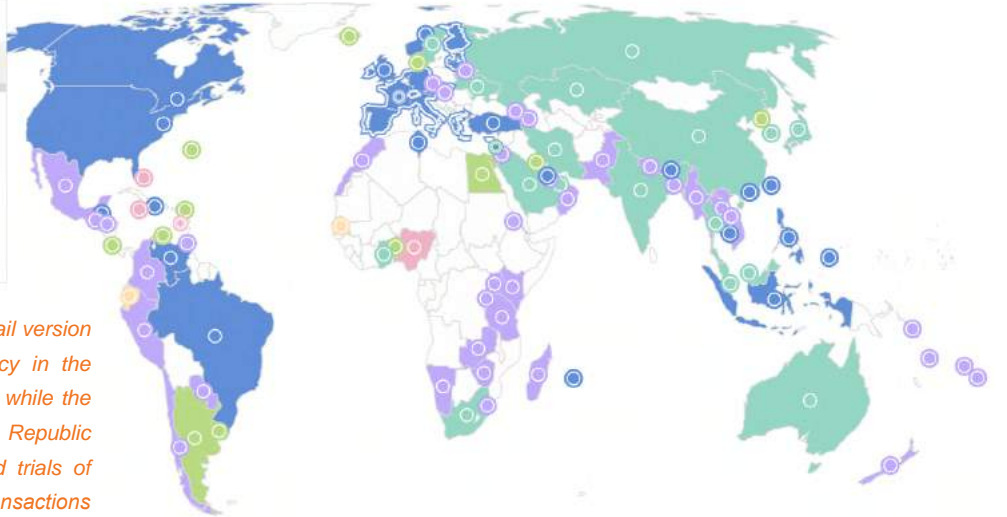 ail version
cy in the
while the
Republic
d trials of
nsactions